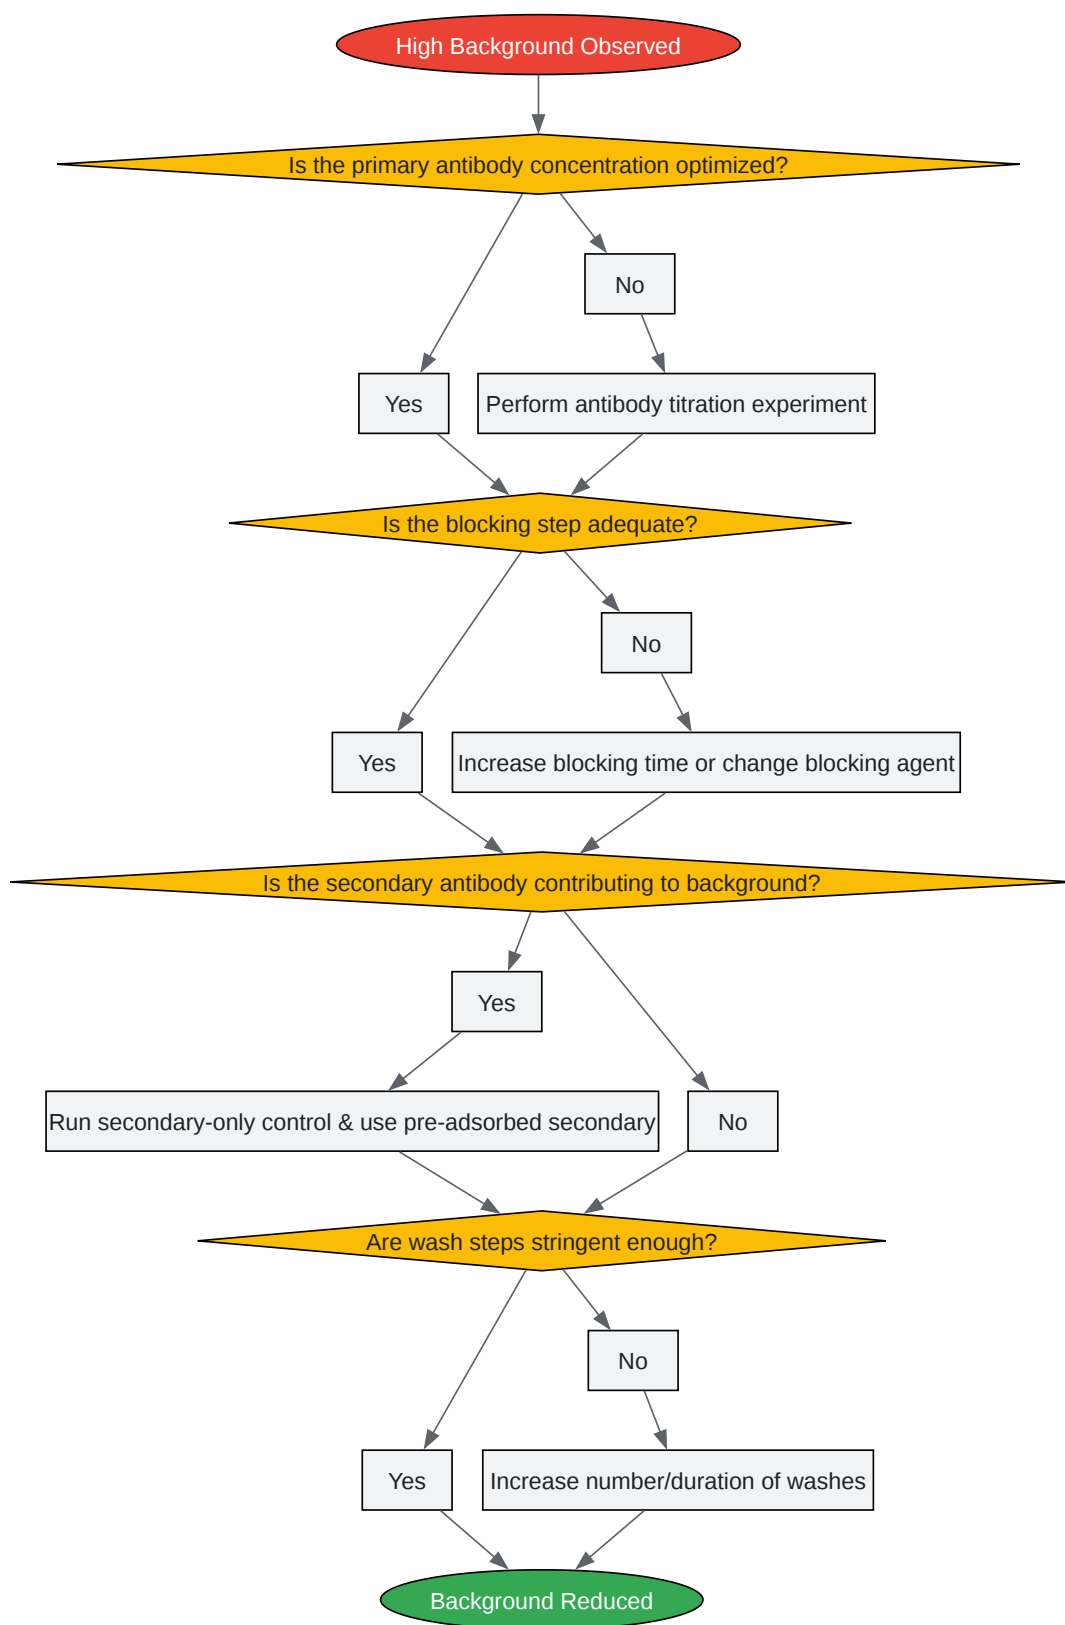 High Background Observed
Is the primary antibody concentration optimized?
No
Yes
Perform antibody titration experiment
Is the blocking step adequate?
No
Yes
Increase blocking time or change blocking agent
Is the secondary antibody contributing to background?
Yes
Run secondary-only control & use pre-adsorbed secondary
No
Are wash steps stringent enough?
No
Yes
Increase number/duration of washes
Background Reduced